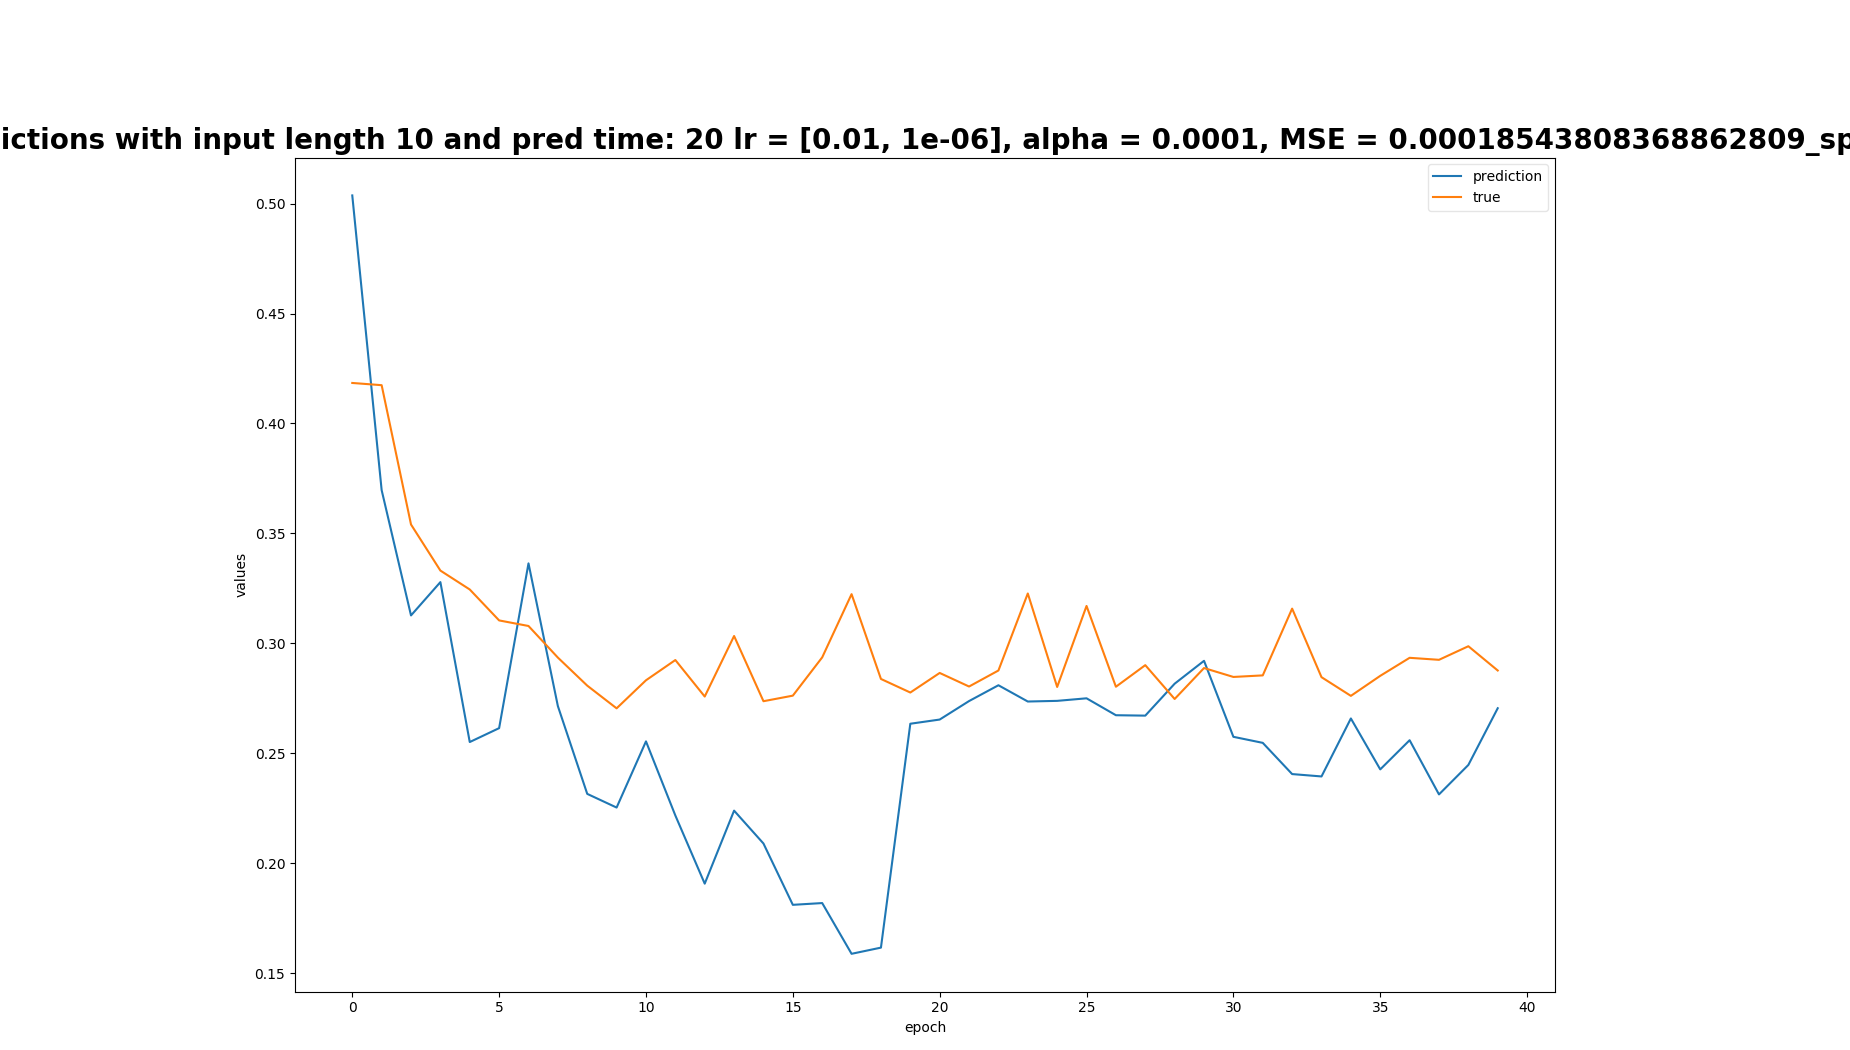 ictions with input length 10 and pred time: 20 lr = [0.01, 1e-06], alpha = 0.0001, MSE = 0.00018543808368862809_sp
prediction
true
0.50
0.45
0.40
0.35
0.30
0.25
0.20
0.15
values
0 5 10 15 20 25 30 35 40
epoch